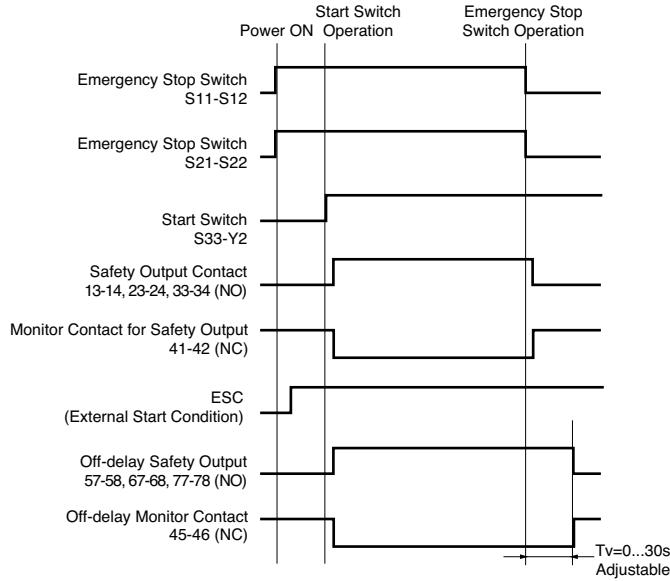 Start Switch
Operation
Emergency Stop
Switch Operation
Power ON
Emergency Stop Switch
S11-S12
Emergency Stop Switch
S21-S22
Start Switch
S33-Y2
Safety Output Contact
13-14, 23-24, 33-34 (NO)
Monitor Contact for Safety Output
41-42 (NC)
ESC
(External Start Condition)
Off-delay Safety Output
57-58, 67-68, 77-78 (NO)
Off-delay Monitor Contact
45-46 (NC)
Tv=0...30s
Adjustable